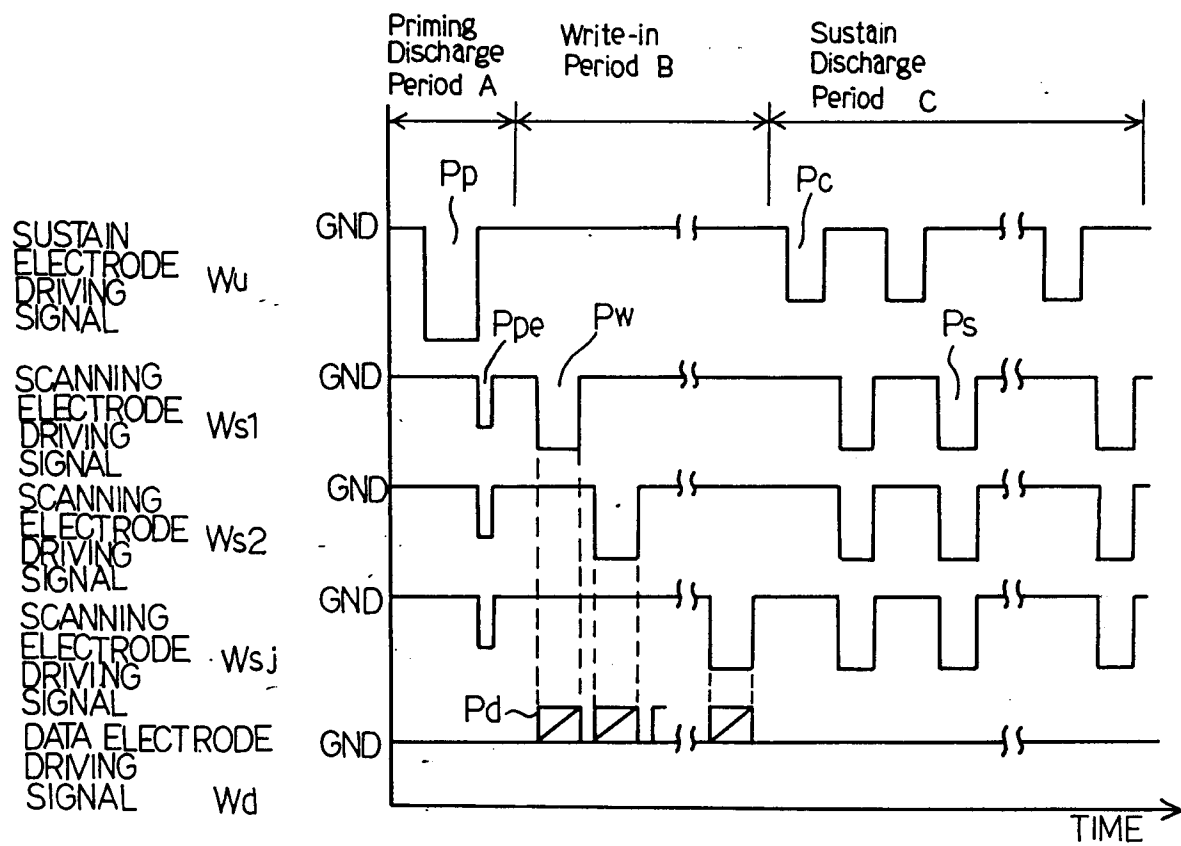 Priming
Discharge
Period A
Write-in
Period B
Sustain
Discharge
Period C
Pp
Pc
SUSTAIN
ELECTRODE
DRIVING
SIGNAL
Wu
GND
Ppe
Pw
Ps
SCANNING
ELECTRODE
DRIVING
SIGNAL
Ws1
GND
SCANNING
ELECTRODE
DRIVING
SIGNAL
Ws2
GND
SCANNING
ELECTRODE
DRIVING
SIGNAL
Wsj
GND
Pd
DATA ELECTRODE
DRIVING
SIGNAL
Wd
GND
TIME